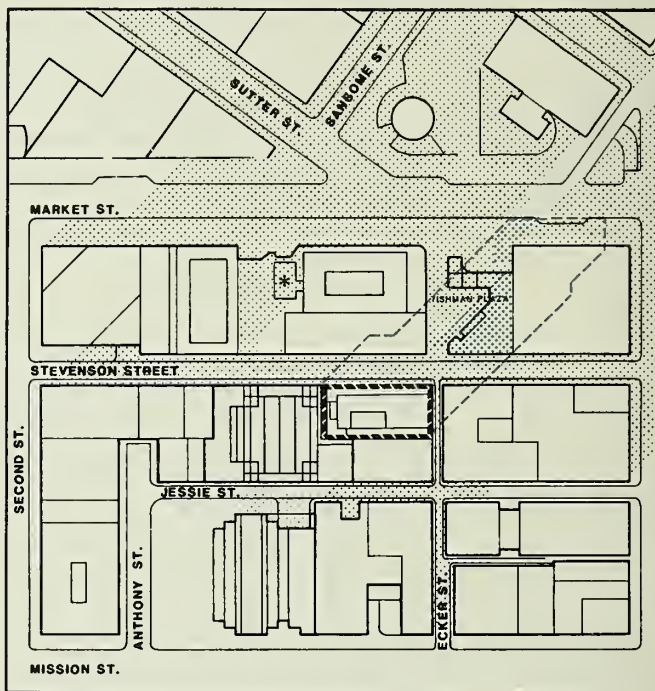 SUTTER ST.
SANSOME ST.
MARKET ST.
*
TISHMAN PLAZA
STEVENSON STREET
SECOND ST.
JESSIE ST.
ANTHONY ST.
ECKER ST.
MISSION ST.